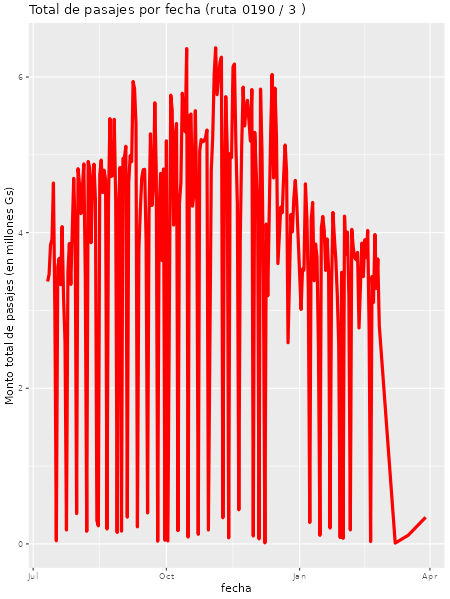 Total de pasajes por fecha (ruta 0190 / 3 )
Monto total de pasajes (en millones Gs)
6
4
2
0
Jul
Oct
Jan
Apr
fecha